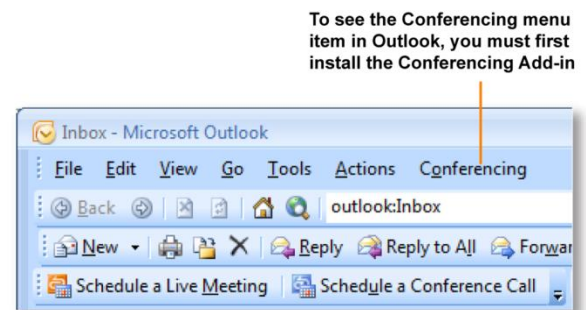 To see the Conferencing menu
item in Outlook, you must first
install the Conferencing Add-in
Inbox - Microsoft Outlook
File Edit View Go Tools Actions Conferencing
Back outlook:Inbox
New Reply Reply to All Forwar
Schedule a Live Meeting Schedule a Conference Call